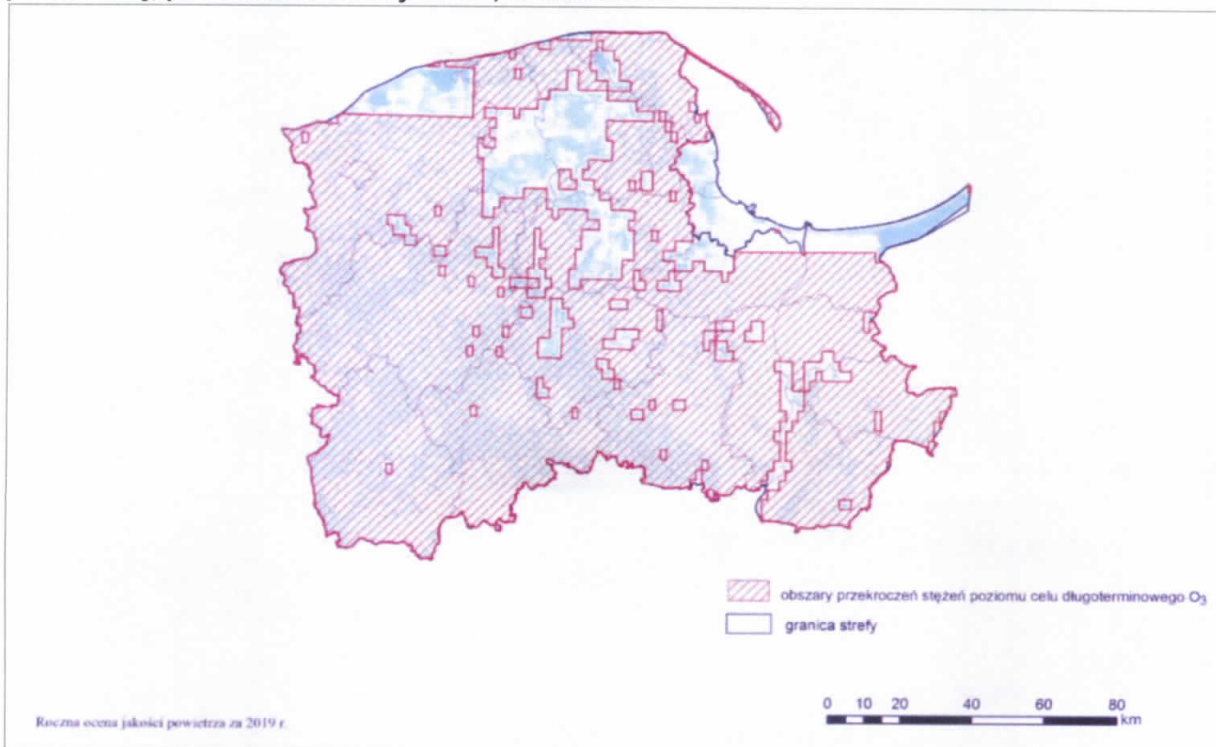 obszary przekroczeń stężeń poziomu celu długoterminowego O₃
granica strefy
Roczna ocena jakości powietrza za 2019 r.
0 10 20 40 60 80
km